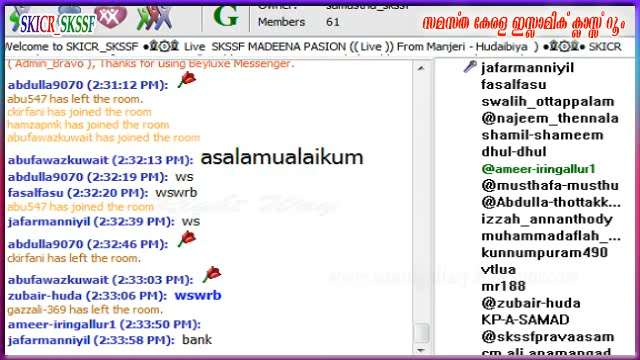 SKICR_SKSSF
G
Owner: samastha_skssf
Members 61
സമസ്ത കേരള ഇസ്ലാമിക് ക്ലാസ്സ് റൂം
Welcome to SKICR_SKSSF
SKSSF MADEENA PASION (( Live )) From Manjeri - Hudaibiya
SKICR
( Admin_Bravo ), Thanks for using Beyluxe Messenger.
abdulla9070 (2:31:12 PM):
abu547 has left the room.
ckirfani has joined the room
hamzapmk has joined the room
abufawazkuwait has joined the room
abufawazkuwait (2:32:13 PM): asalamualaikum
abdulla9070 (2:32:19 PM): ws
fasalfasu (2:32:20 PM): wswrb
abu547 has joined the room
jafarmanniyil (2:32:39 PM): ws
abdulla9070 (2:32:46 PM):
ckirfani has left the room.
abufawazkuwait (2:33:03 PM):
zubair-huda (2:33:06 PM): wswrb
gazzali-369 has left the room.
ameer-iringallur1 (2:33:50 PM):
jafarmanniyil (2:33:58 PM): bank
jafarmanniyil
fasalfasu
swalih_ottappalam
@najeem_thennala
shamil-shameem
dhul-dhul
@ameer-iringallur1
@musthafa-musthu
@Abdulla-thottakk...
izzah_annanthody
muhammadaflah_...
kunnumpuram490
vtlua
mr188
@zubair-huda
KP-A-SAMAD
@skssfpravaasam
cm.ali.anamangad